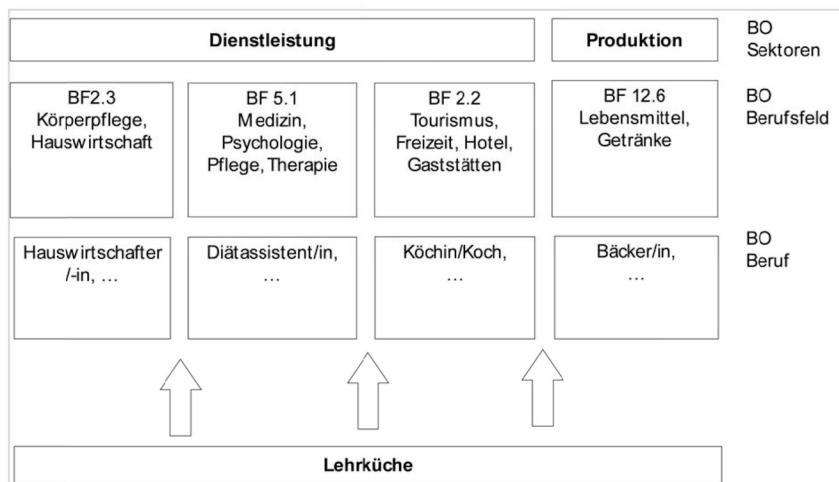 Dienstleistung
Produktion
BO
Sektoren
BF2.3
Körperpflege,
Hauswirtschaft
BF 5.1
Medizin,
Psychologie,
Pflege, Therapie
BF 2.2
Tourismus,
Freizeit, Hotel,
Gaststätten
BF 12.6
Lebensmittel,
Getränke
BO
Berufsfeld
Hauswirtschafter
/-in, …
Diätassistent/in,
…
Köchin/Koch,
…
Bäcker/in,
…
BO
Beruf
Lehrküche